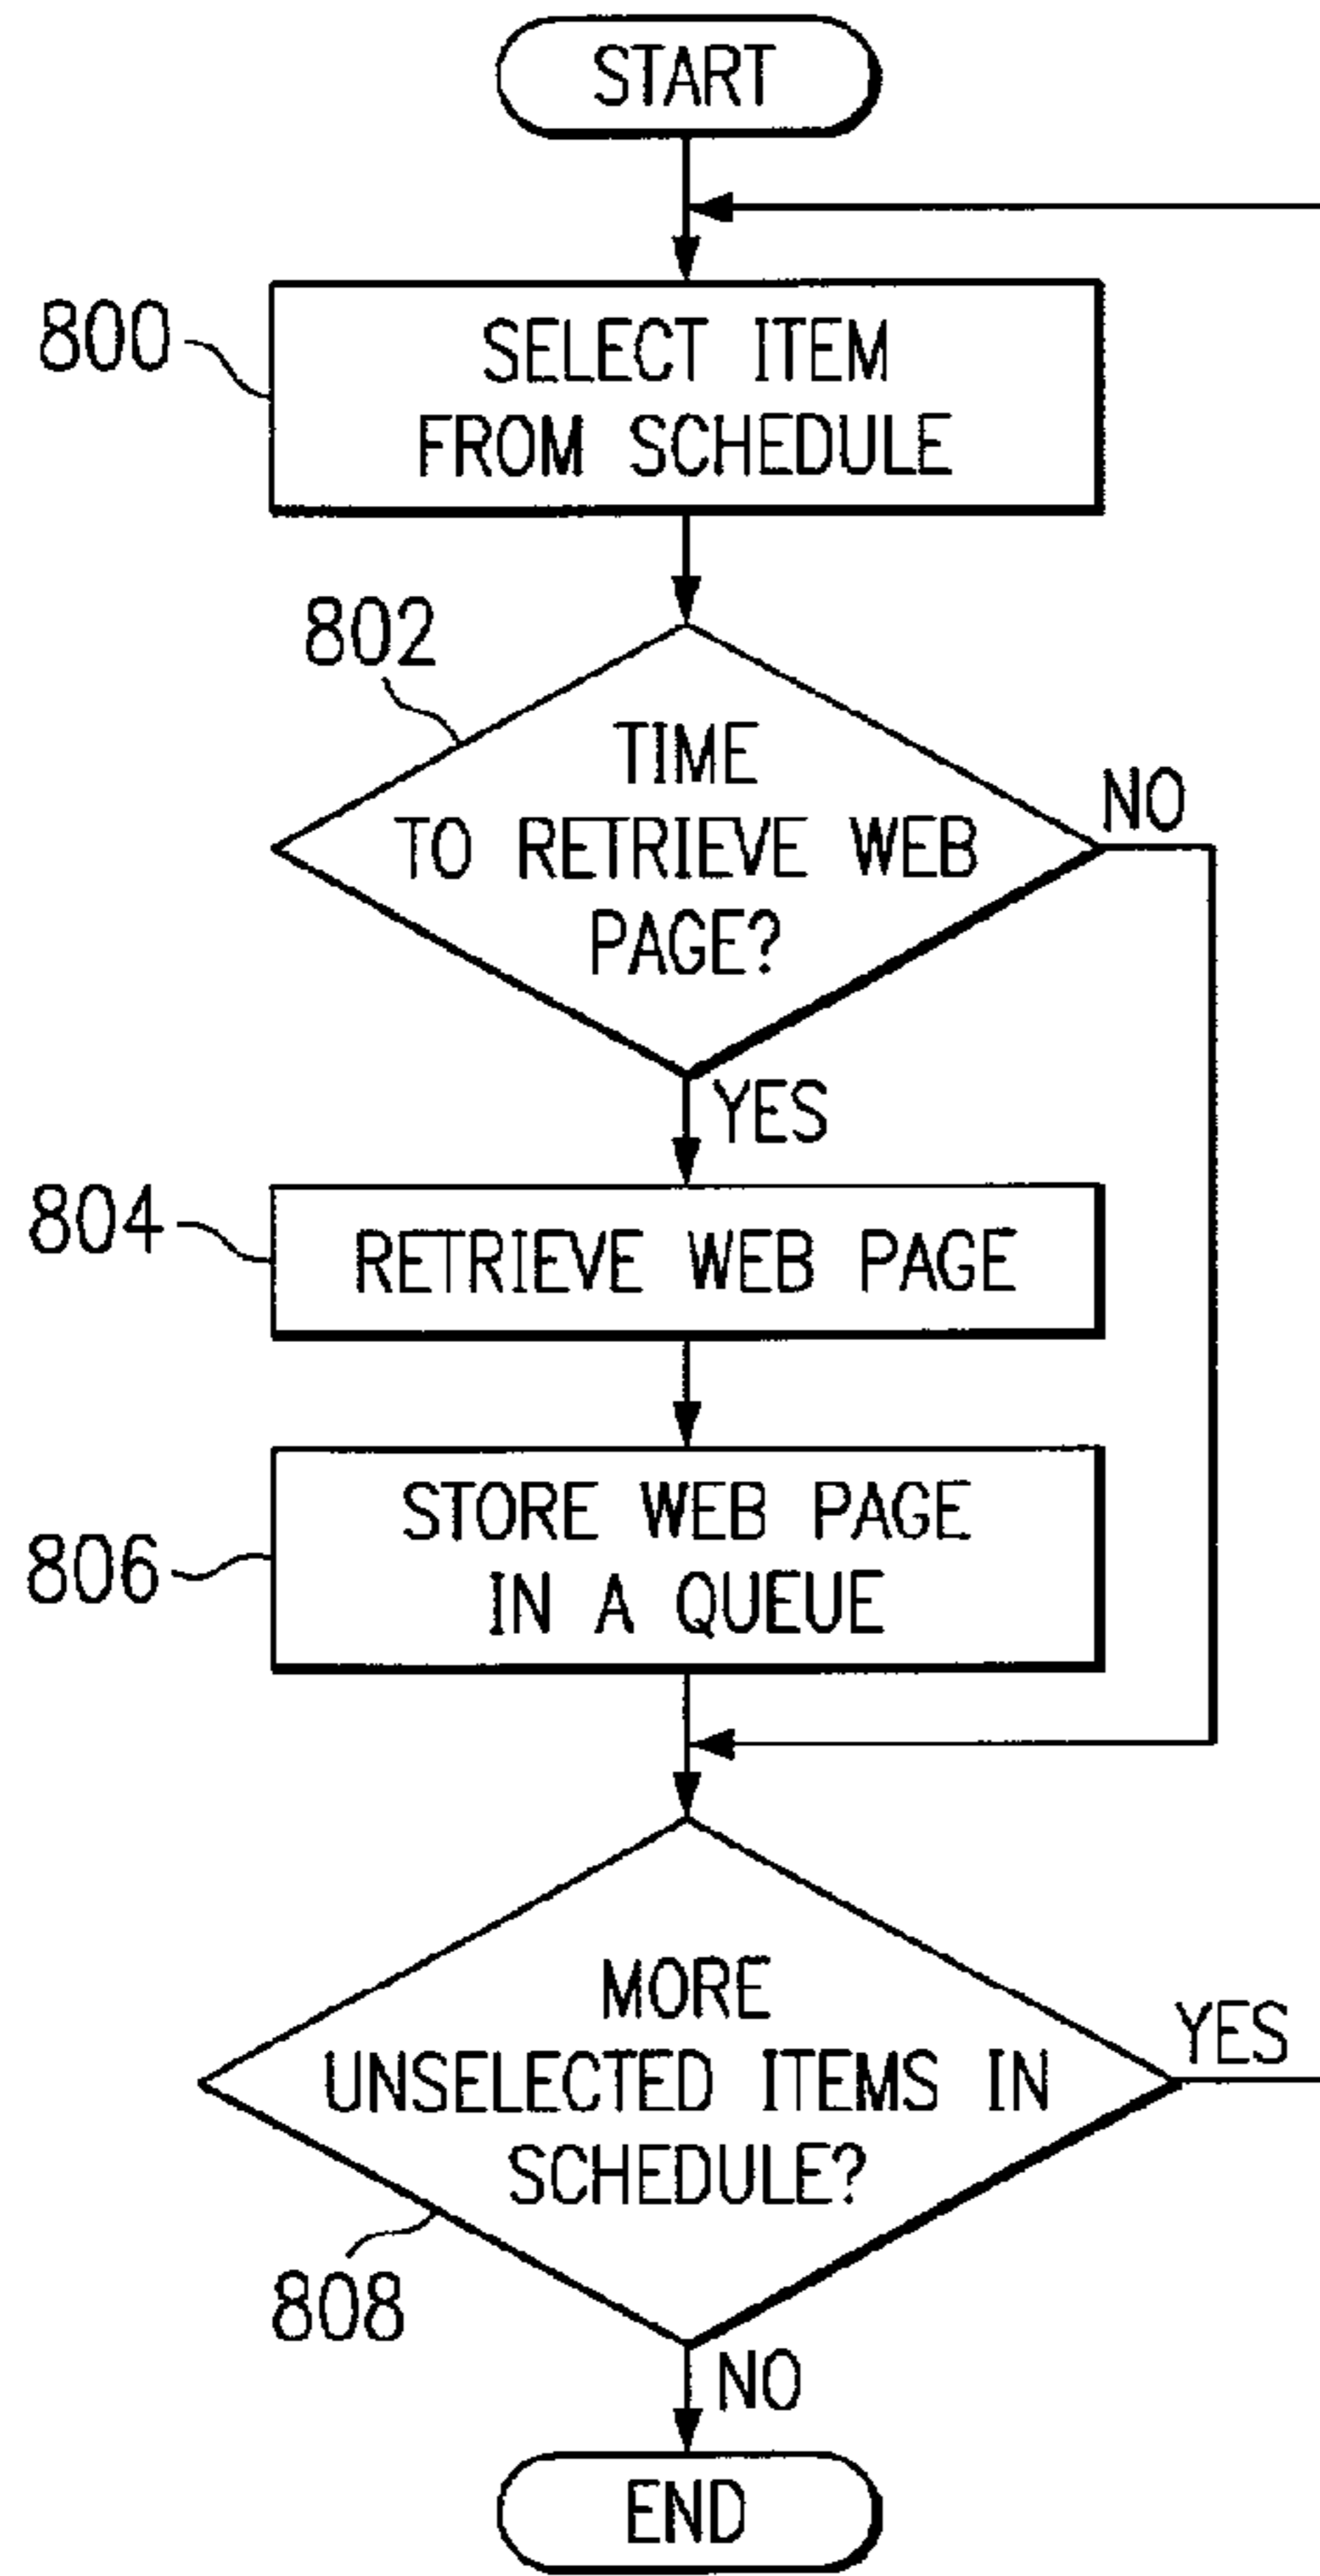 START
800
SELECT ITEM
FROM SCHEDULE
802
TIME
TO RETRIEVE WEB
PAGE?
NO
YES
804
RETRIEVE WEB PAGE
806
STORE WEB PAGE
IN A QUEUE
MORE
UNSELECTED ITEMS IN
SCHEDULE?
YES
808
NO
END